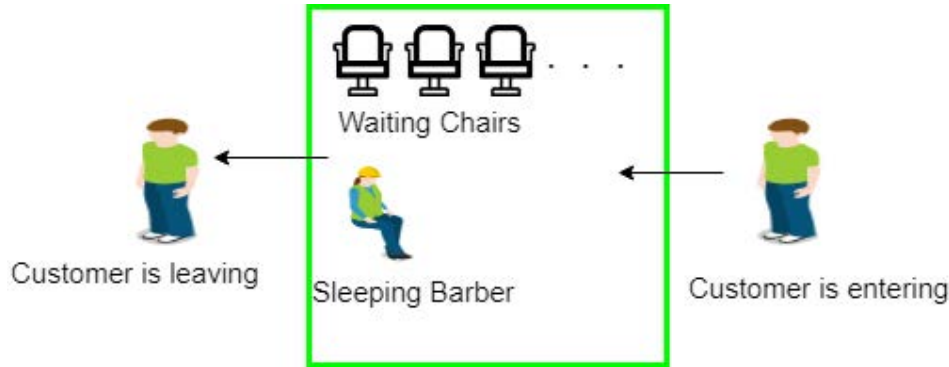 Waiting Chairs
Customer is leaving
Sleeping Barber
Customer is entering